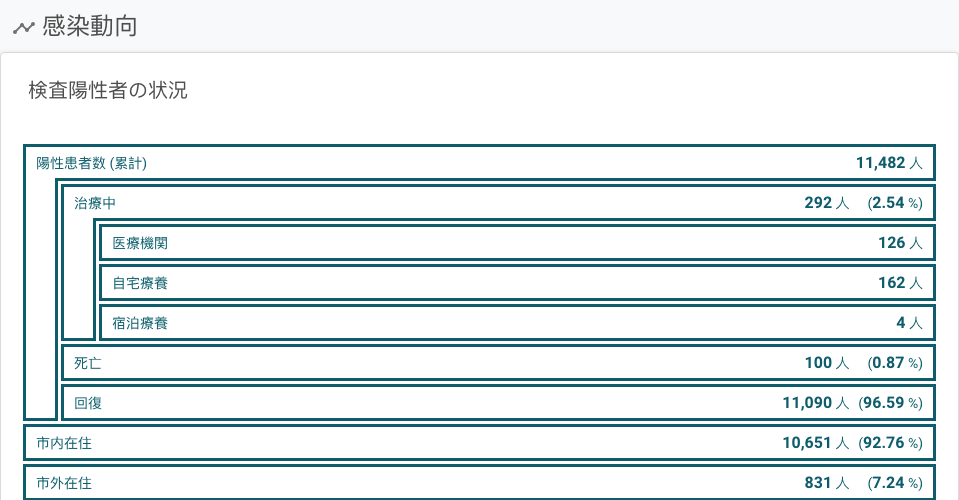 感染動向
検査陽性者の状況
陽性患者数 (累計) 11,482 人
治療中 292 人 (2.54 %)
医療機関 126 人
自宅療養 162 人
宿泊療養 4 人
死亡 100 人 (0.87 %)
回復 11,090 人 (96.59 %)
市内在住 10,651 人 (92.76 %)
市外在住 831 人 (7.24 %)